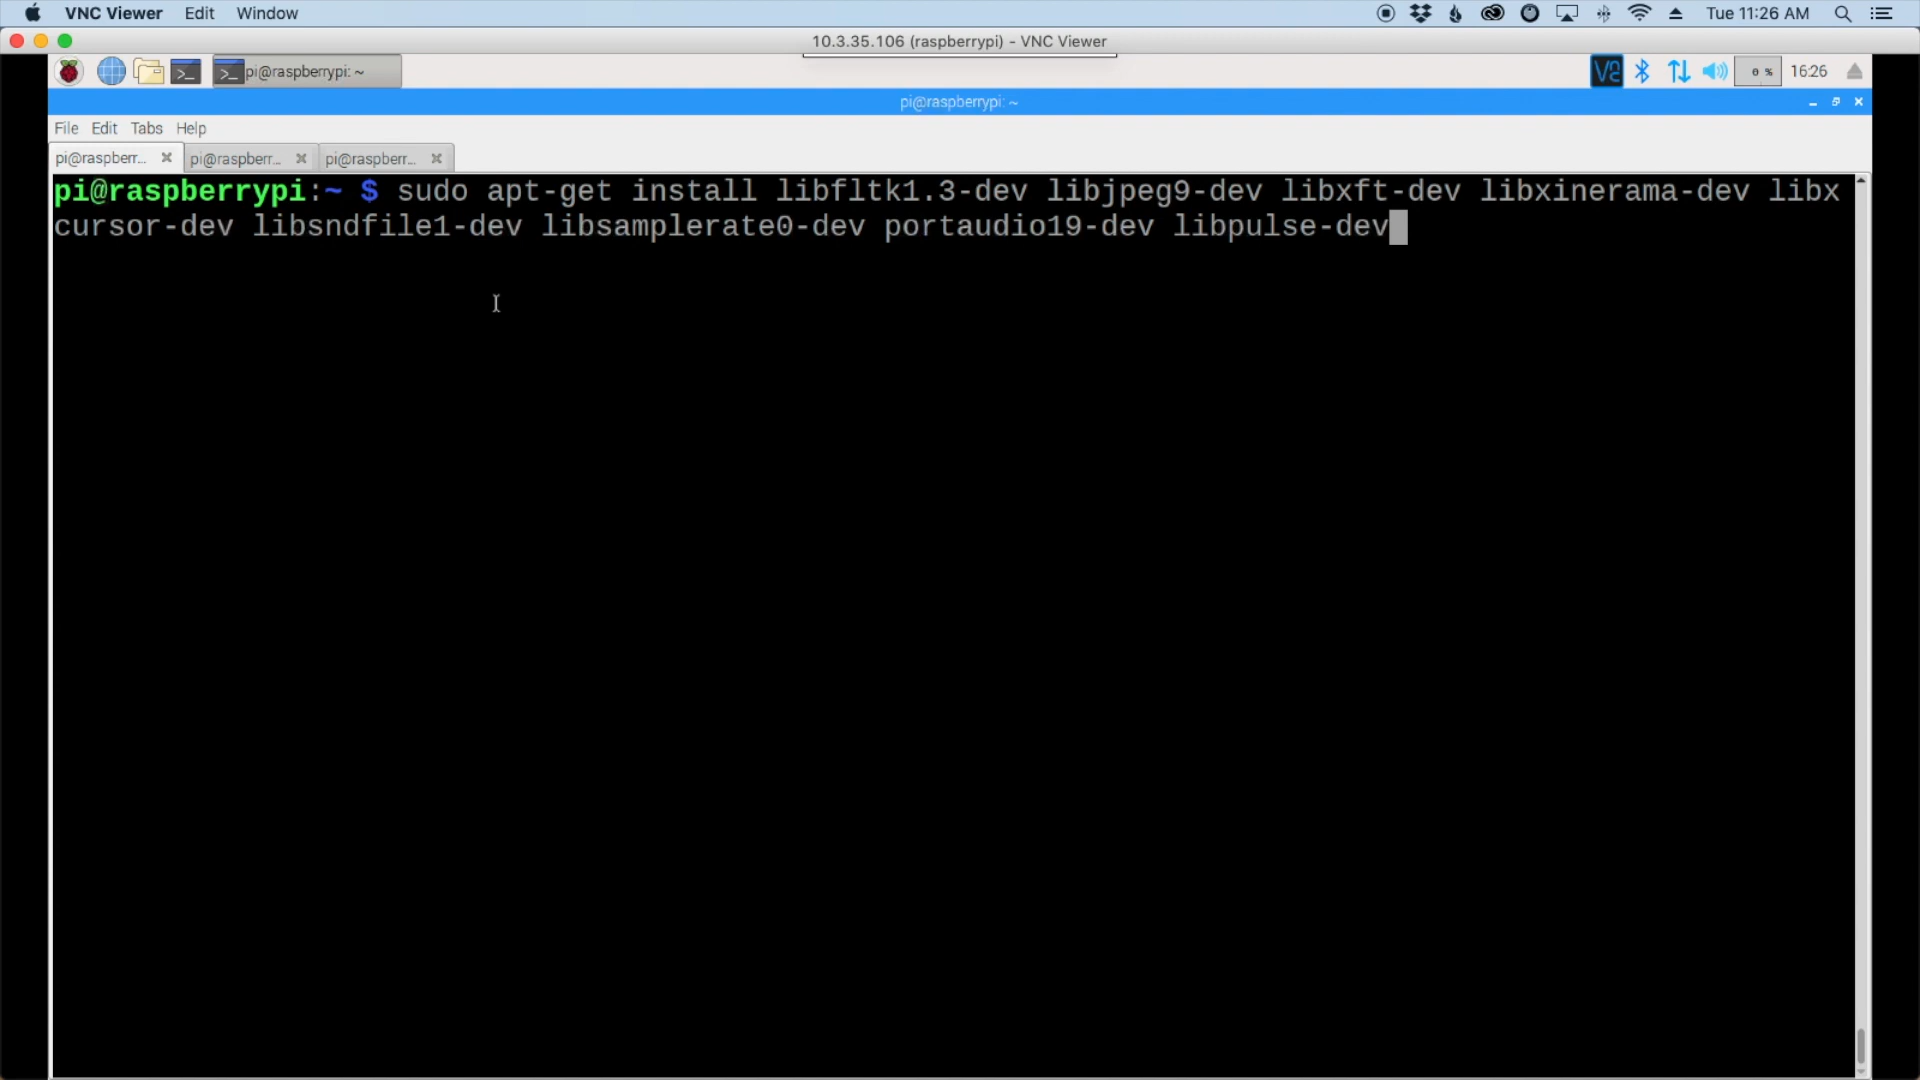 VNC Viewer Edit Window Tue 11:26 AM
10.3.35.106 (raspberrypi) - VNC Viewer
pi@raspberrypi: ~ 0 % 16:26
pi@raspberrypi: ~
File Edit Tabs Help
pi@raspberr... pi@raspberr... pi@raspberr...
pi@raspberrypi:~ $ sudo apt-get install libfltk1.3-dev libjpeg9-dev libxft-dev libxinerama-dev libx
cursor-dev libsndfile1-dev libsamplerate0-dev portaudio19-dev libpulse-dev